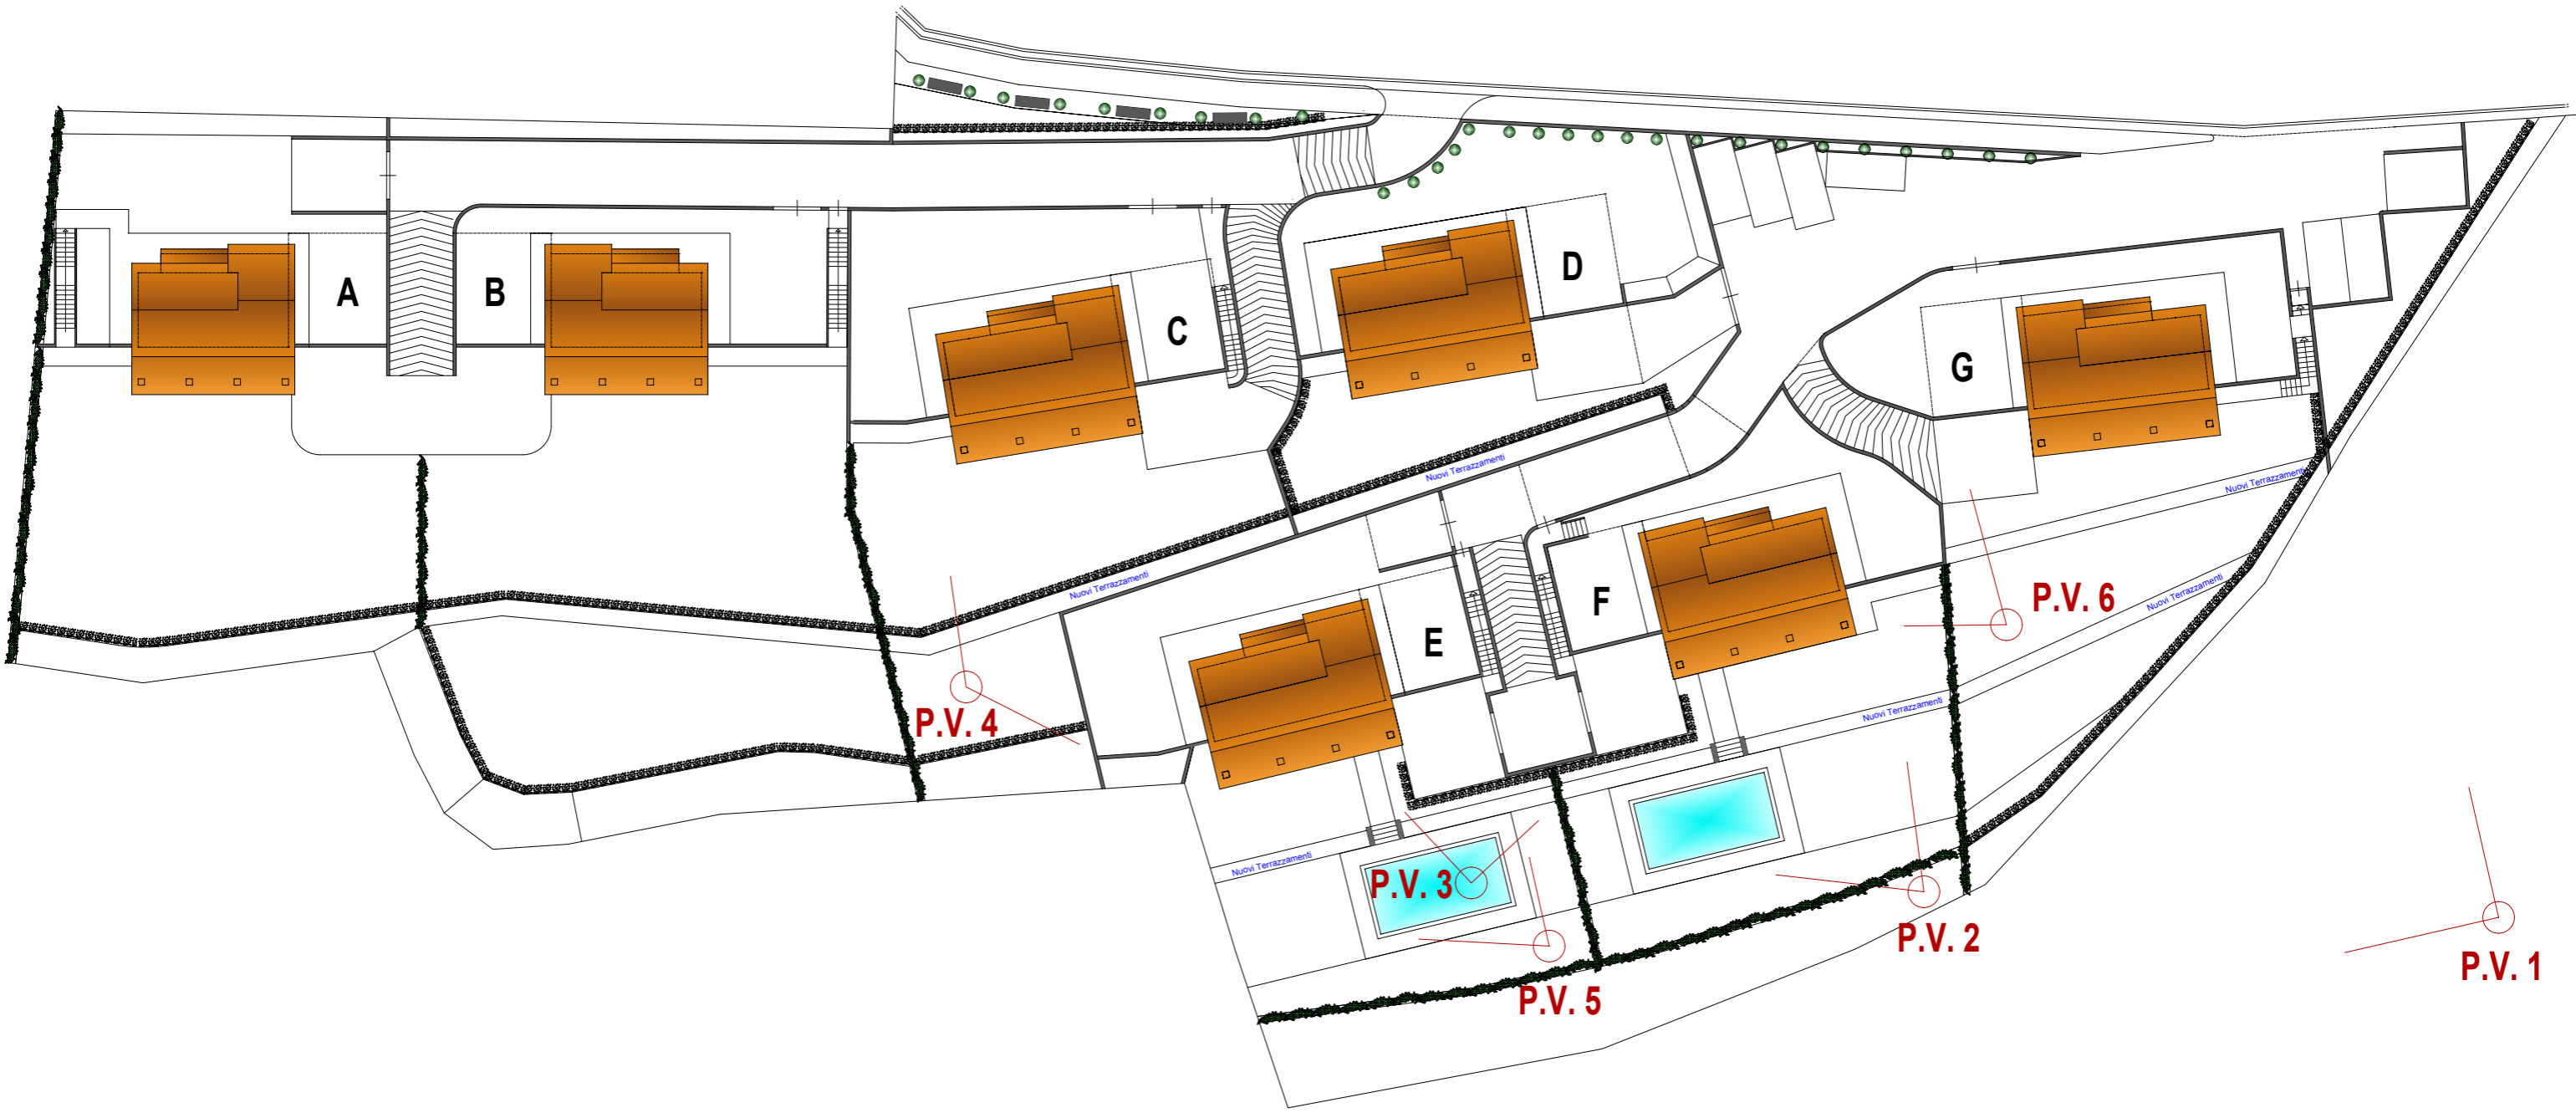 A
B
C
D
G
Nuovi Terrazzamenti
Nuovi Terrazzamenti
Nuovi Terrazzamenti
Nuovi Terrazzamenti
F
P.V. 6
E
P.V. 4
Nuovi Terrazzamenti
Nuovi Terrazzamenti
P.V. 3
P.V. 2
P.V. 1
P.V. 5